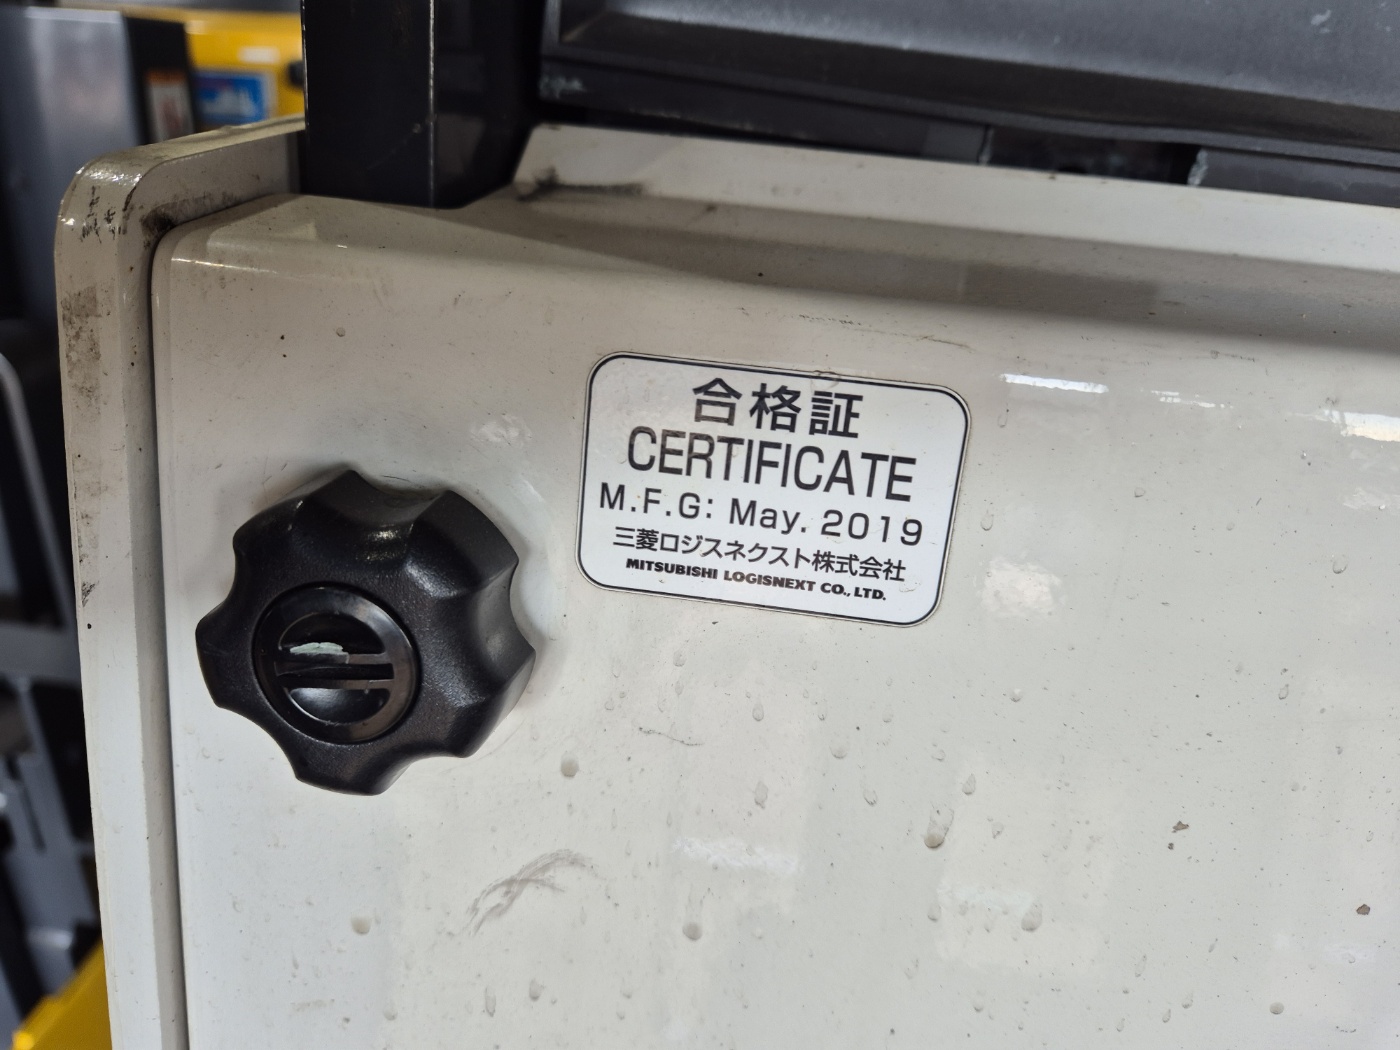 合格証
CERTIFICATE
M.F.G: May. 2019
三菱ロジスネクスト株式会社
MITSUBISHI LOGISNEXT CO., LTD.